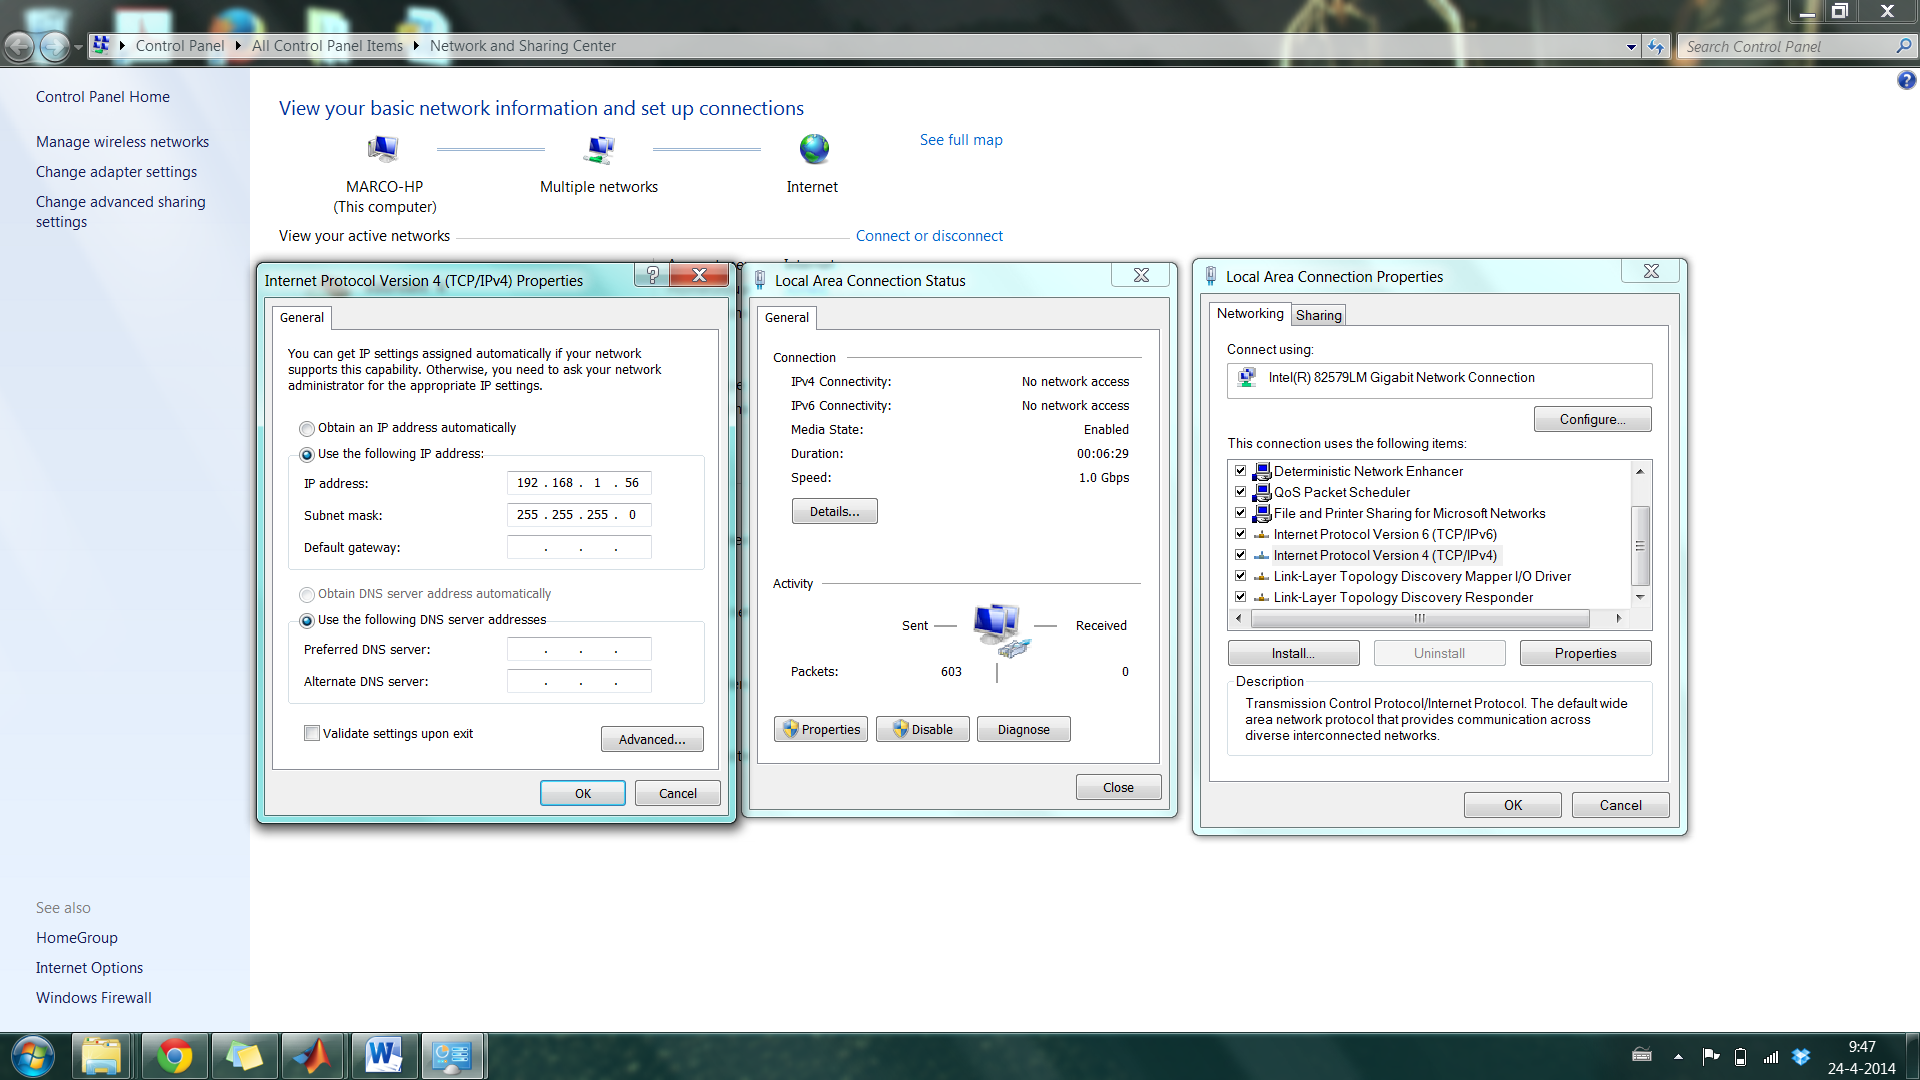 Control Panel
All Control Panel Items
Network and Sharing Center
Search Control Panel
Control Panel Home
Manage wireless networks
Change adapter settings
Change advanced sharing
settings
See also
HomeGroup
Internet Options
Windows Firewall
View your basic network information and set up connections
See full map
MARCO-HP
(This computer)
Multiple networks
Internet
View your active networks
Connect or disconnect
Internet Protocol Version 4 (TCP/IPv4) Properties
General
You can get IP settings assigned automatically if your network
supports this capability. Otherwise, you need to ask your network
administrator for the appropriate IP settings.
Obtain an IP address automatically
Use the following IP address:
IP address: 192 . 168 . 1 . 56
Subnet mask: 255 . 255 . 255 . 0
Default gateway: . . .
Obtain DNS server address automatically
Use the following DNS server addresses
Preferred DNS server: . . .
Alternate DNS server: . . .
Validate settings upon exit
Advanced...
OK
Cancel
Local Area Connection Status
General
Connection
IPv4 Connectivity: No network access
IPv6 Connectivity: No network access
Media State: Enabled
Duration: 00:06:29
Speed: 1.0 Gbps
Details...
Activity
Sent
Received
Packets: 603 0
Properties
Disable
Diagnose
Close
Local Area Connection Properties
Networking
Sharing
Connect using:
Intel(R) 82579LM Gigabit Network Connection
Configure...
This connection uses the following items:
Deterministic Network Enhancer
QoS Packet Scheduler
File and Printer Sharing for Microsoft Networks
Internet Protocol Version 6 (TCP/IPv6)
Internet Protocol Version 4 (TCP/IPv4)
Link-Layer Topology Discovery Mapper I/O Driver
Link-Layer Topology Discovery Responder
Install...
Uninstall
Properties
Description
Transmission Control Protocol/Internet Protocol. The default wide
area network protocol that provides communication across
diverse interconnected networks.
OK
Cancel
9:47
24-4-2014